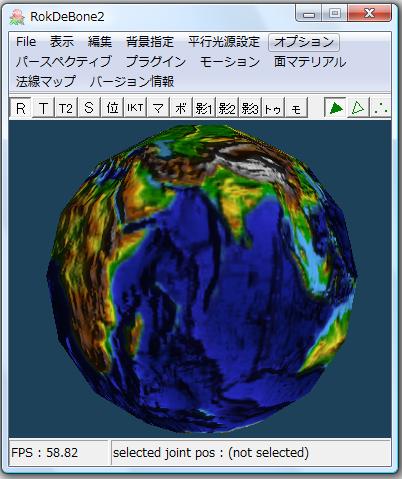 RokDeBone2
File 表示 編集 背景指定 平行光源設定 オプション
パースペクティブ プラグイン モーション 面マテリアル
法線マップ バージョン情報
R T T2 S 位 IKT マ ボ 影1 影2 影3 トゥ モ
FPS : 58.82 selected joint pos : (not selected)